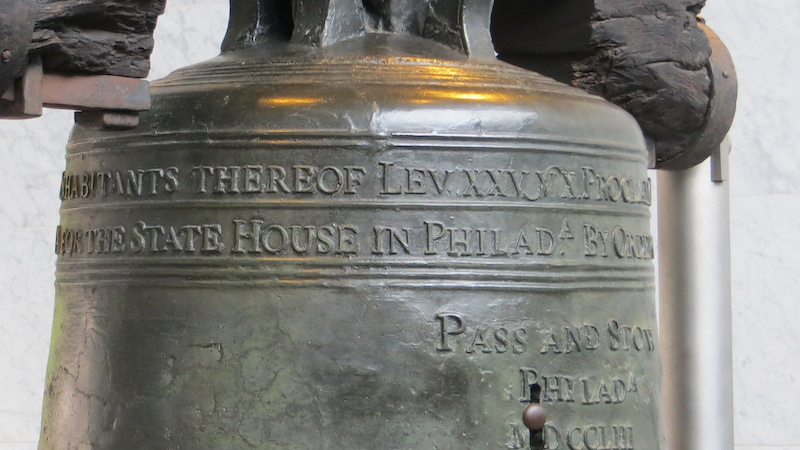 HABITANTS THEREOF LEV. XXV. V X. PROCLAI
FOR THE STATE HOUSE IN PHILADA. BY ORDER
PASS AND STOW
PHILADA
MDCCLIII